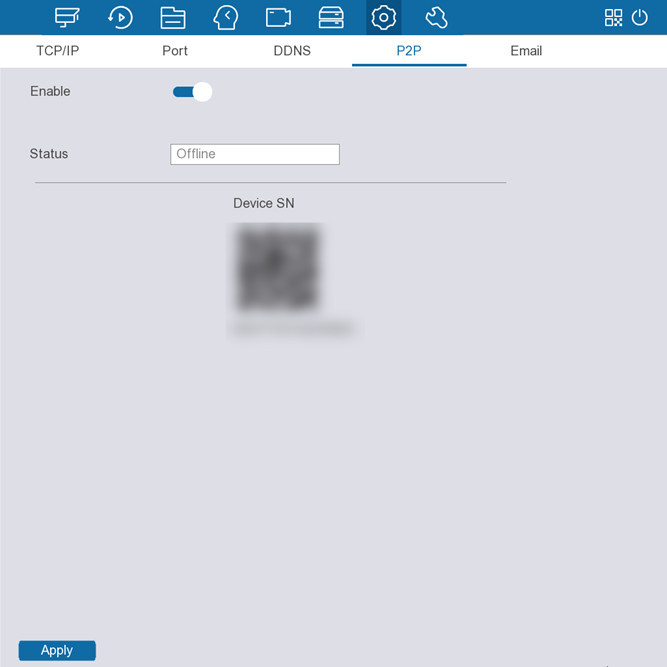 TCP/IP Port DDNS P2P Email
Enable
Status Offline
Device SN
Apply